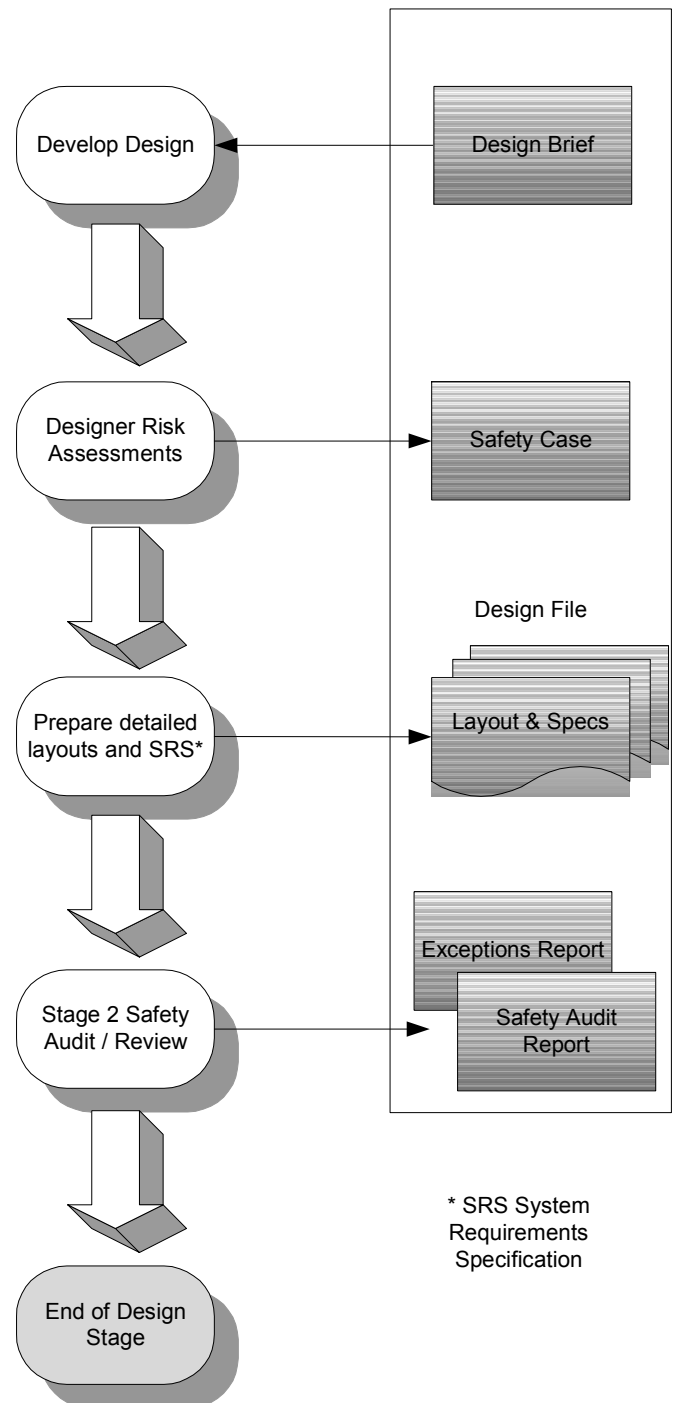 Develop Design
Design Brief
Designer Risk
Assessments
Safety Case
Design File
Prepare detailed
layouts and SRS*
Layout & Specs
Exceptions Report
Stage 2 Safety
Audit / Review
Safety Audit
Report
* SRS System
Requirements
Specification
End of Design
Stage